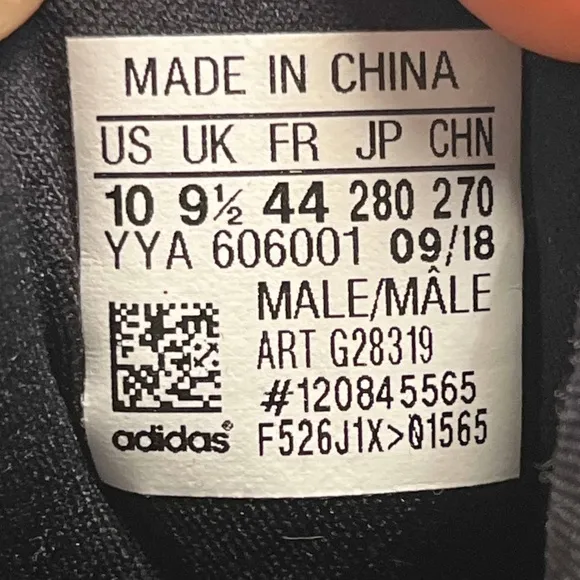 MADE IN CHINA
US UK FR JP CHN
10 9½ 44 280 270
YYA 606001 09/18
MALE/MÂLE
ART G28319
#120845565
F526J1X>01565
adidas®